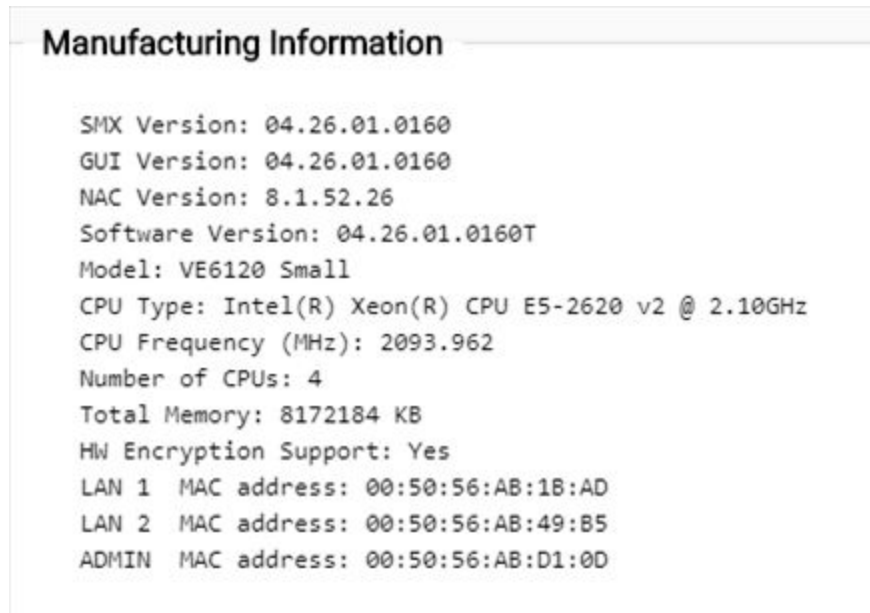 Manufacturing Information
SMX Version: 04.26.01.0160
GUI Version: 04.26.01.0160
NAC Version: 8.1.52.26
Software Version: 04.26.01.0160T
Model: VE6120 Small
CPU Type: Intel(R) Xeon(R) CPU E5-2620 v2 @ 2.10GHz
CPU Frequency (MHz): 2093.962
Number of CPUs: 4
Total Memory: 8172184 KB
HW Encryption Support: Yes
LAN 1  MAC address: 00:50:56:AB:1B:AD
LAN 2  MAC address: 00:50:56:AB:49:B5
ADMIN  MAC address: 00:50:56:AB:D1:0D